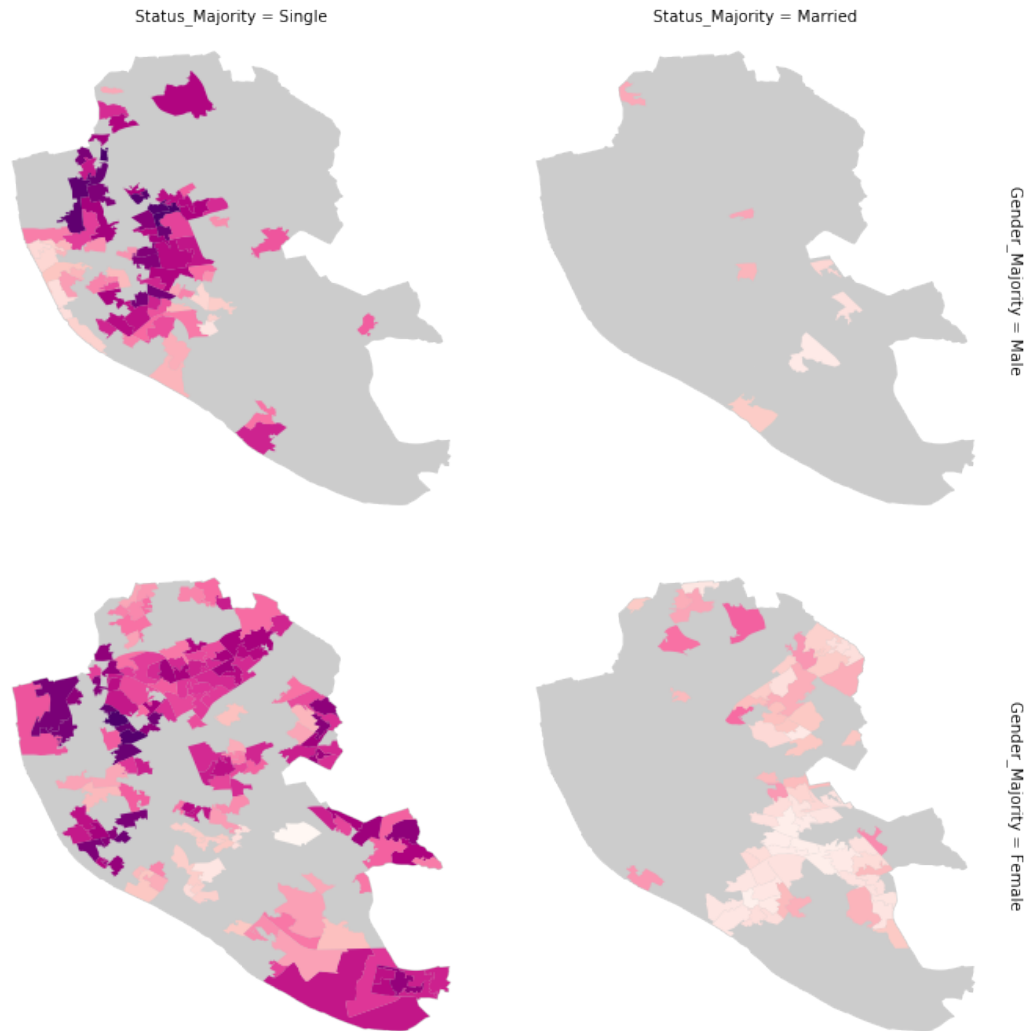 Status_Majority = Single
Status_Majority = Married
Gender_Majority = Male
Gender_Majority = Female